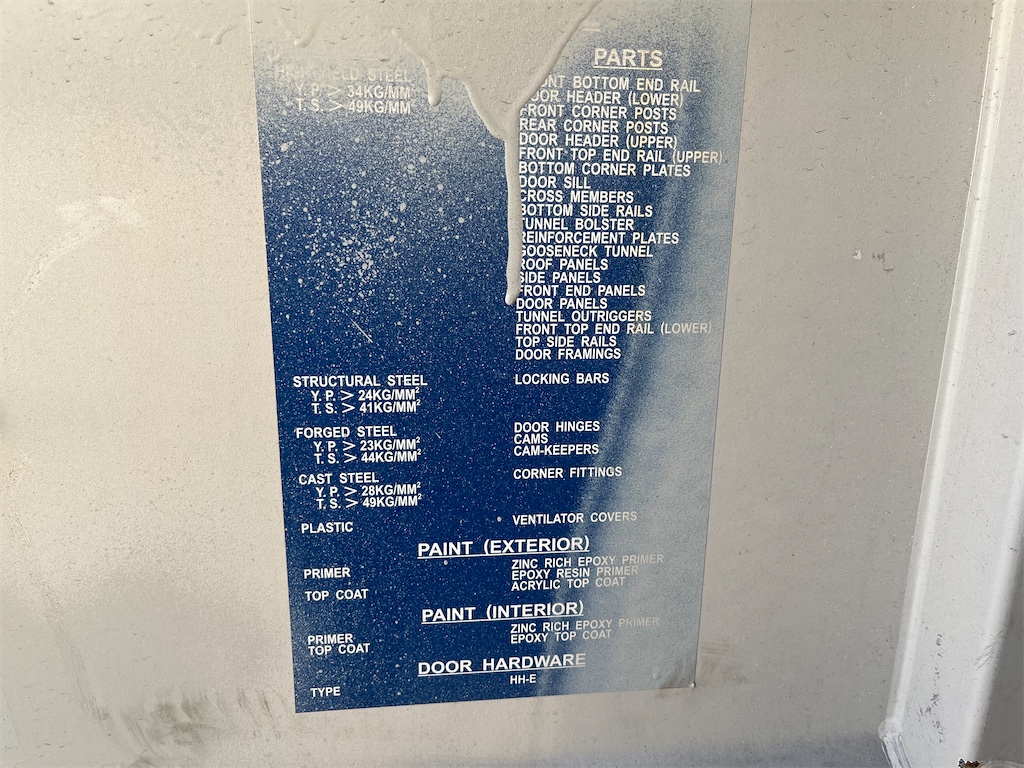 PARTS
STEEL
BOTTOM END RAIL
Y. P. > 34KG/MM²
HEADER (LOWER)
T. S. > 49KG/MM²
FRONT CORNER POSTS
REAR CORNER POSTS
DOOR HEADER (UPPER)
FRONT TOP END RAIL (UPPER)
BOTTOM CORNER PLATES
DOOR SILL
CROSS MEMBERS
BOTTOM SIDE RAILS
TUNNEL BOLSTER
REINFORCEMENT PLATES
GOOSENECK TUNNEL
ROOF PANELS
SIDE PANELS
FRONT END PANELS
DOOR PANELS
TUNNEL OUTRIGGERS
FRONT TOP END RAIL (LOWER)
TOP SIDE RAILS
DOOR FRAMINGS
STRUCTURAL STEEL LOCKING BARS
Y. P. > 24KG/MM²
T. S. > 41KG/MM²
FORGED STEEL DOOR HINGES
Y. P. > 23KG/MM² CAMS
T. S. > 44KG/MM² CAM-KEEPERS
CAST STEEL CORNER FITTINGS
Y. P. > 28KG/MM²
T. S. > 49KG/MM²
PLASTIC VENTILATOR COVERS
PAINT (EXTERIOR)
ZINC RICH EPOXY PRIMER
PRIMER EPOXY RESIN PRIMER
TOP COAT ACRYLIC TOP COAT
PAINT (INTERIOR)
PRIMER ZINC RICH EPOXY PRIMER
TOP COAT EPOXY TOP COAT
DOOR HARDWARE
TYPE HH-E